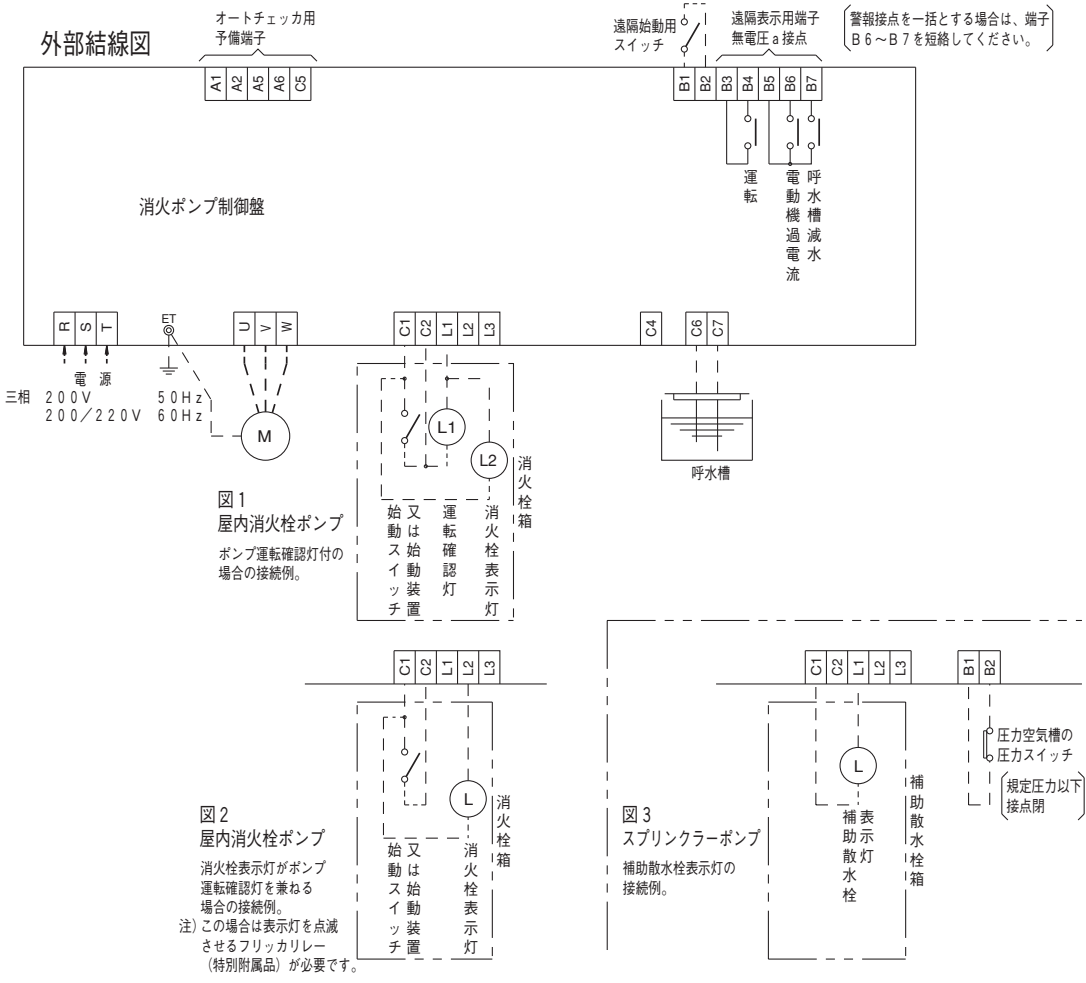 外部結線図
オートチェッカ用
予備端子
遠隔始動用
スイッチ
遠隔表示用端子
無電圧a接点
警報接点を一括とする場合は、端子
B6～B7を短絡してください。
A1 A2 A5 A6 C5
B1 B2 B3 B4 B5 B6 B7
運転
電動機過電流
呼水槽減水
消火ポンプ制御盤
R S T
ET
U V W
C1 C2 L1 L2 L3
C4
C6 C7
電源
三相 200V 50Hz
200／220V 60Hz
M
L1
L2
消火栓箱
呼水槽
図1
屋内消火栓ポンプ
ポンプ運転確認灯付の
場合の接続例。
始動スイッチ
又は始動装置
運転確認灯
消火栓表示灯
C1 C2 L1 L2 L3
L
消火栓箱
図2
屋内消火栓ポンプ
消火栓表示灯がポンプ
運転確認灯を兼ねる
場合の接続例。
注）この場合は表示灯を点滅
させるフリッカリレー
（特別附属品）が必要です。
始動スイッチ
又は始動装置
消火栓表示灯
C1 C2 L1 L2 L3
B1 B2
L
圧力空気槽の
圧力スイッチ
規定圧力以下
接点閉
図3
スプリンクラーポンプ
補助散水栓表示灯の
接続例。
補助散水栓
表示灯
補助散水栓箱